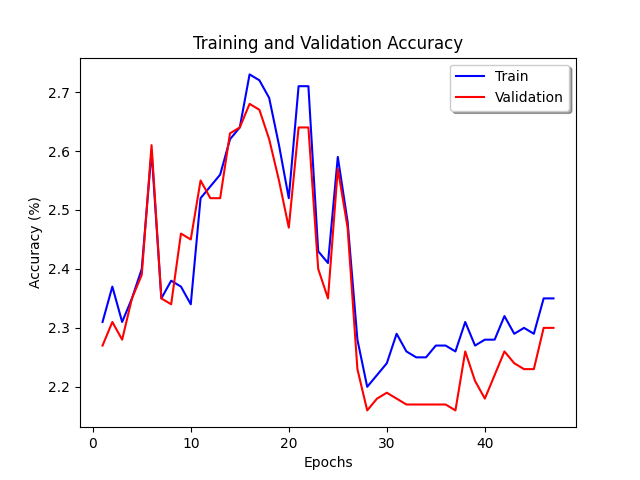 Training and Validation Accuracy
Train
Validation
Accuracy (%)
2.7
2.6
2.5
2.4
2.3
2.2
0 10 20 30 40
Epochs